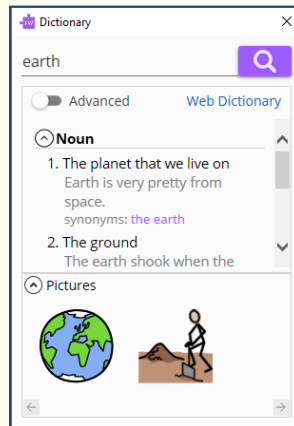 rw Dictionary
earth
Advanced Web Dictionary
Noun
1. The planet that we live on
Earth is very pretty from
space.
synonyms: the earth
2. The ground
The earth shook when the
Pictures